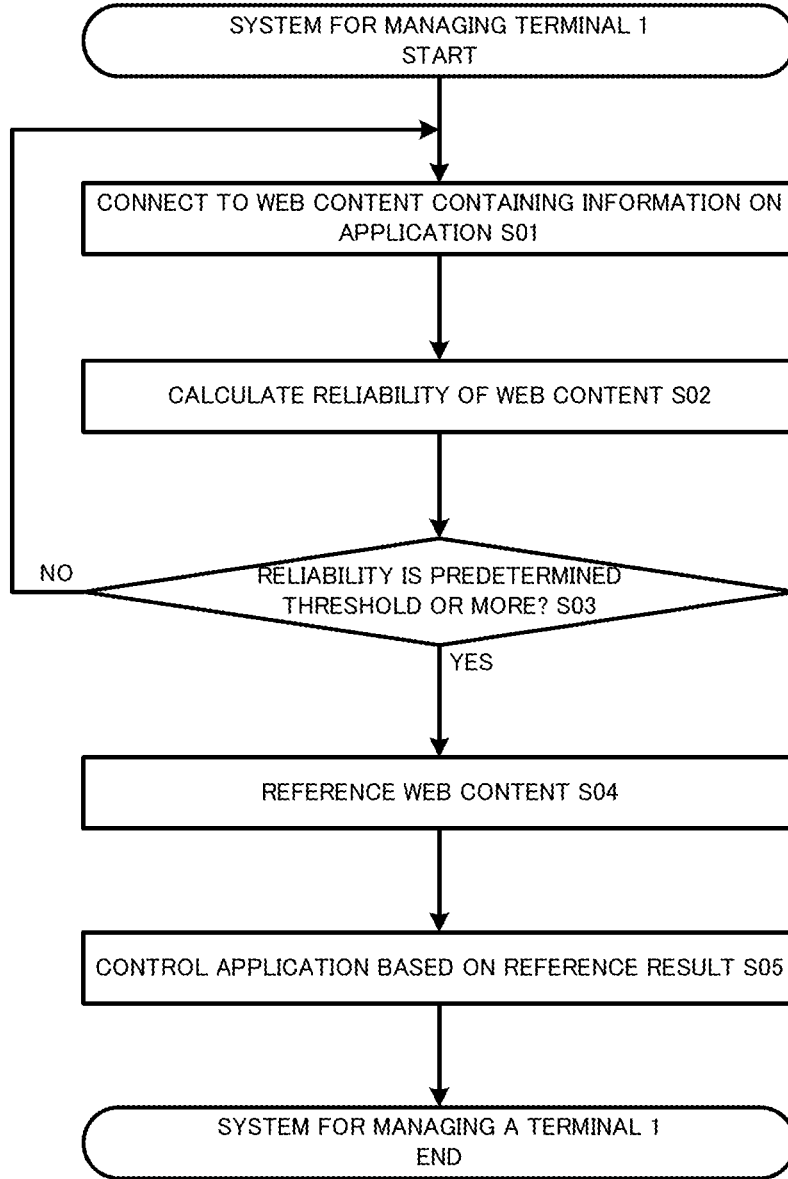 SYSTEM FOR MANAGING TERMINAL 1
START
CONNECT TO WEB CONTENT CONTAINING INFORMATION ON
APPLICATION S01
CALCULATE RELIABILITY OF WEB CONTENT S02
NO
RELIABILITY IS PREDETERMINED
THRESHOLD OR MORE? S03
YES
REFERENCE WEB CONTENT S04
CONTROL APPLICATION BASED ON REFERENCE RESULT S05
SYSTEM FOR MANAGING A TERMINAL 1
END